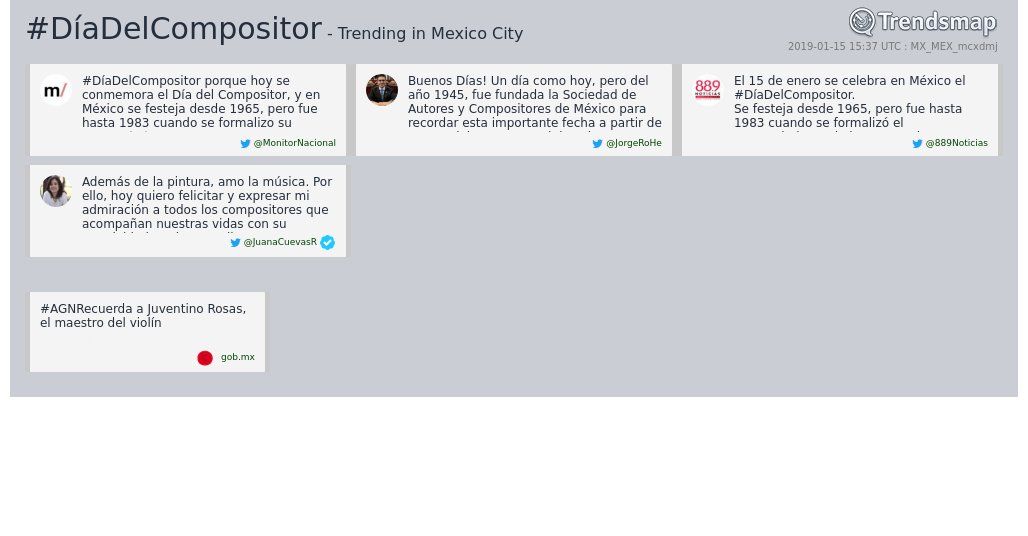 #DíaDelCompositor - Trending in Mexico City
Trendsmap
2019-01-15 15:37 UTC : MX_MEX_mcxdmj
m/
#DíaDelCompositor porque hoy se
conmemora el Día del Compositor, y en
México se festeja desde 1965, pero fue
hasta 1983 cuando se formalizo su
@MonitorNacional
Buenos Días! Un día como hoy, pero del
año 1945, fue fundada la Sociedad de
Autores y Compositores de México para
recordar esta importante fecha a partir de
@JorgeRoHe
889
NOTICIAS
El 15 de enero se celebra en México el
#DíaDelCompositor.
Se festeja desde 1965, pero fue hasta
1983 cuando se formalizó el
@889Noticias
Además de la pintura, amo la música. Por
ello, hoy quiero felicitar y expresar mi
admiración a todos los compositores que
acompañan nuestras vidas con su
@JuanaCuevasR
#AGNRecuerda a Juventino Rosas,
el maestro del violín
gob.mx